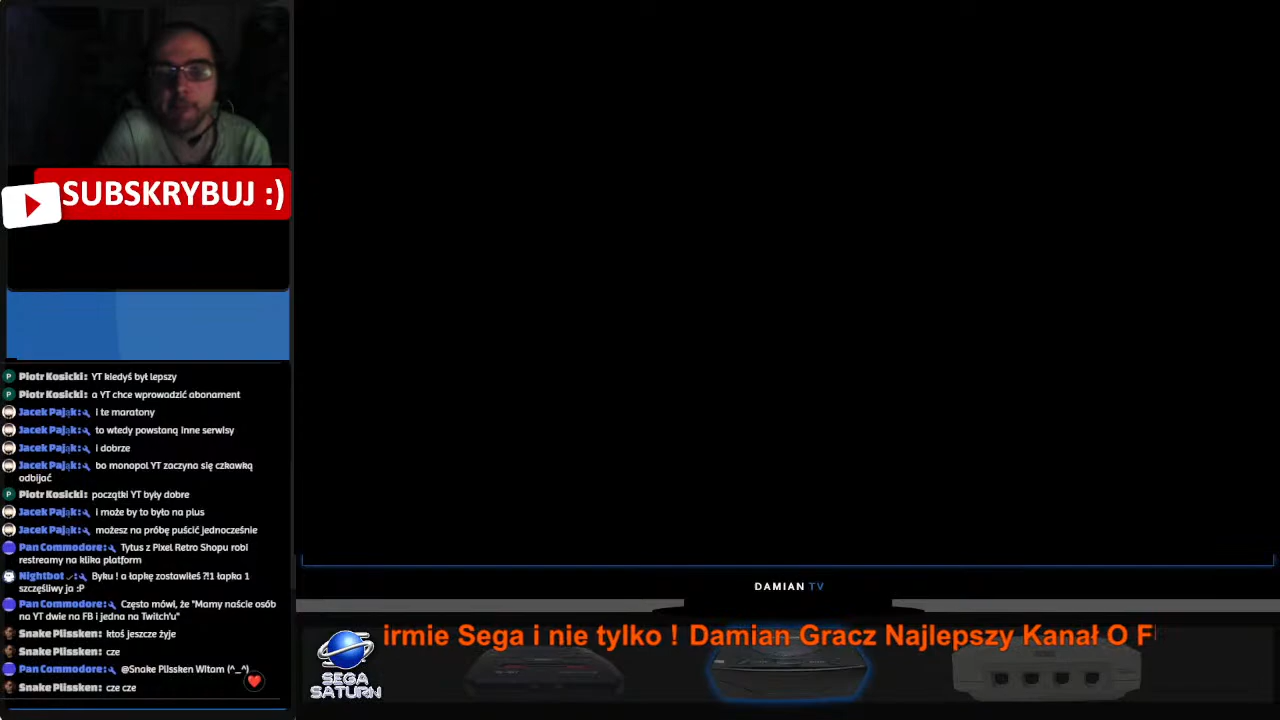 SUBSKRYBUJ :)
Piotr Kosicki: YT kiedyś był lepszy
Piotr Kosicki: a YT chce wprowadzić abonament
Jacek Pająk: i te maratony
Jacek Pająk: to wtedy powstaną inne serwisy
Jacek Pająk: i dobrze
Jacek Pająk: bo monopol YT zaczyna się czkawką
odbijać
Piotr Kosicki: początki YT były dobre
Jacek Pająk: i może by to było na plus
Jacek Pająk: możesz na próbę puścić jednocześnie
Pan Commodore: Tytus z Pixel Retro Shopu robi
restreamy na klika platform
Nightbot: Byku ! a łapkę zostawiłeś ?!1 łapka 1
szczęśliwy ja :P
Pan Commodore: Często mówi, że "Mamy naście osób
na YT dwie na FB i jedna na Twitch'u"
Snake Plissken: ktoś jeszcze żyje
Snake Plissken: cze
Pan Commodore: @Snake Plissken Witam (^_^)
Snake Plissken: cze cze
DAMIAN TV
irmie Sega i nie tylko ! Damian Gracz Najlepszy Kanał O F
SEGA
SATURN